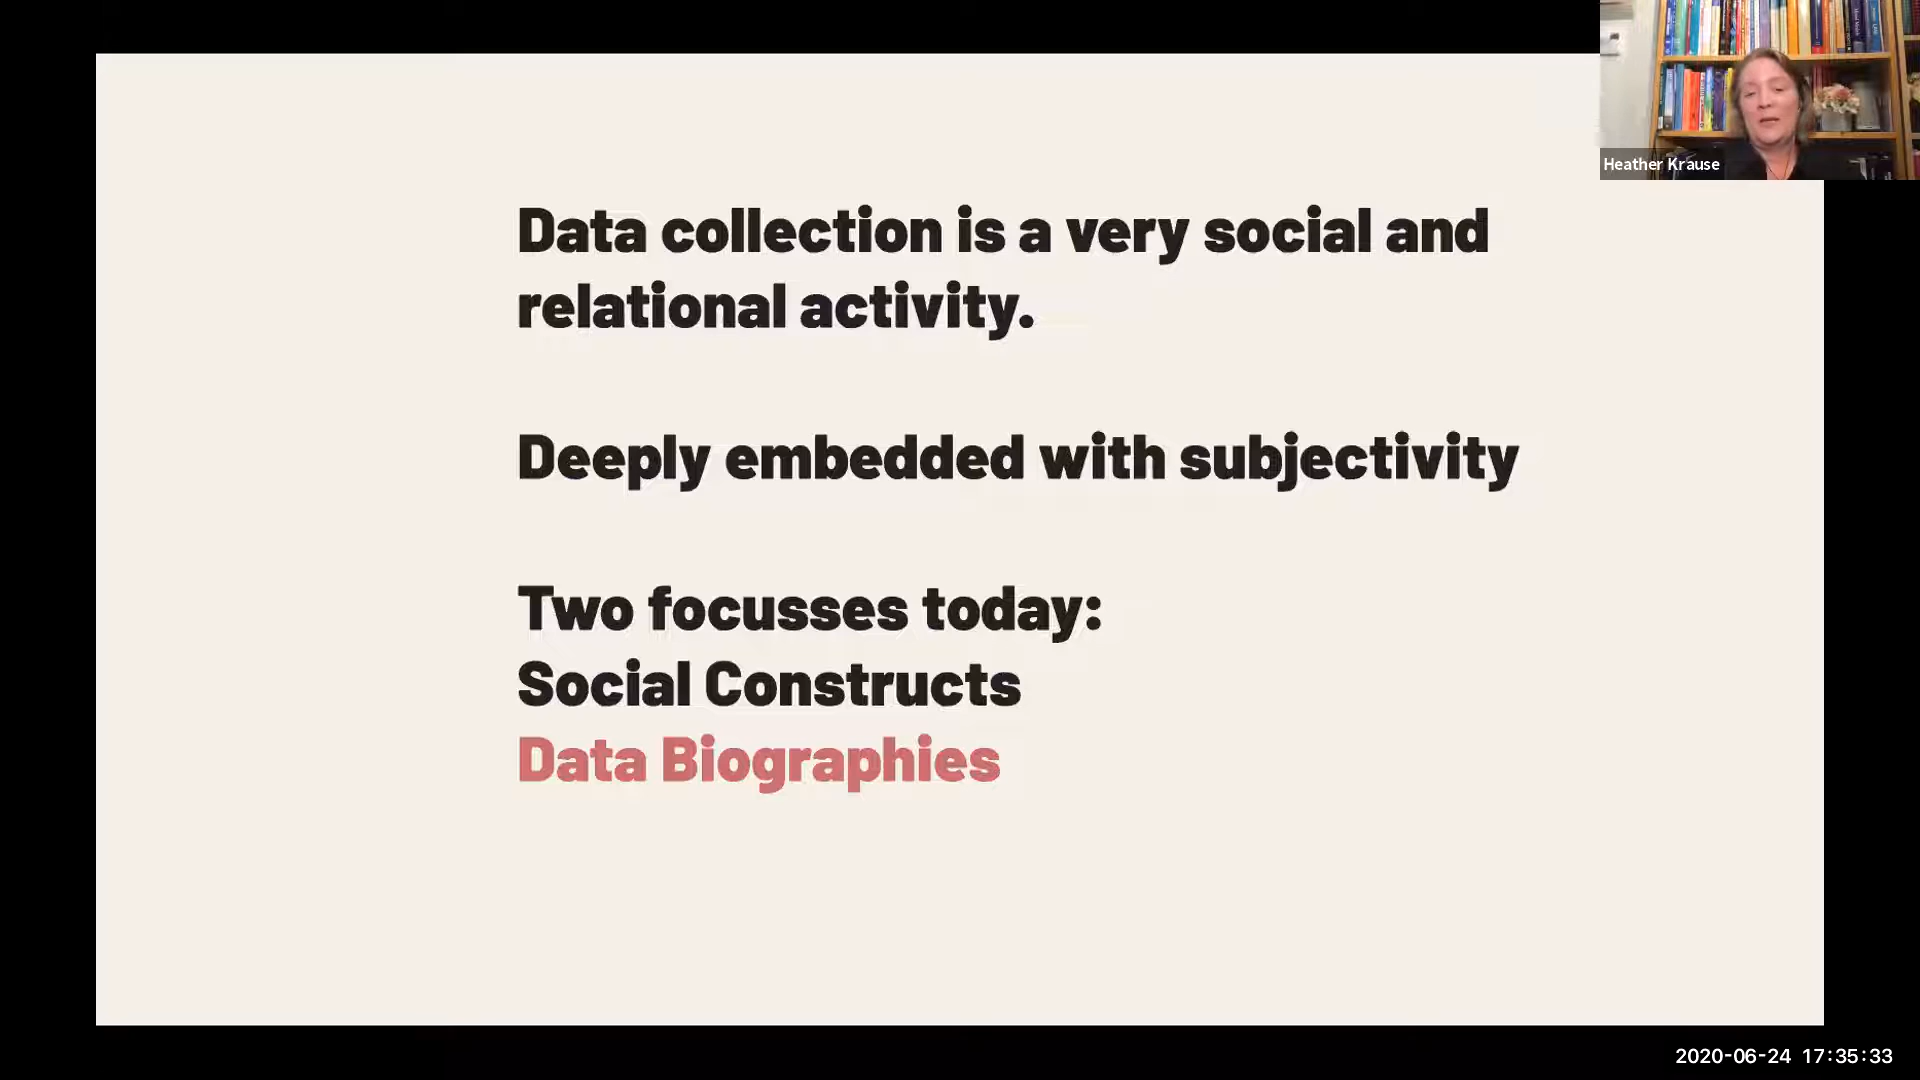 Heather Krause
Data collection is a very social and
relational activity.
Deeply embedded with subjectivity
Two focusses today:
Social Constructs
Data Biographies
2020-06-24 17:35:33